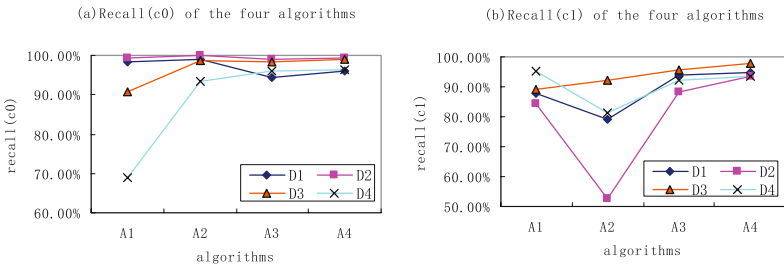 (a)Recall(c0) of the four algorithms
100.00%
90.00%
80.00%
70.00%
60.00%
recall(c0)
D1
D2
D3
D4
A1
A2
A3
A4
algorithms
(b)Recall(c1) of the four algorithms
100.00%
90.00%
80.00%
70.00%
60.00%
50.00%
recall(c1)
D1
D2
D3
D4
A1
A2
A3
A4
algorithms